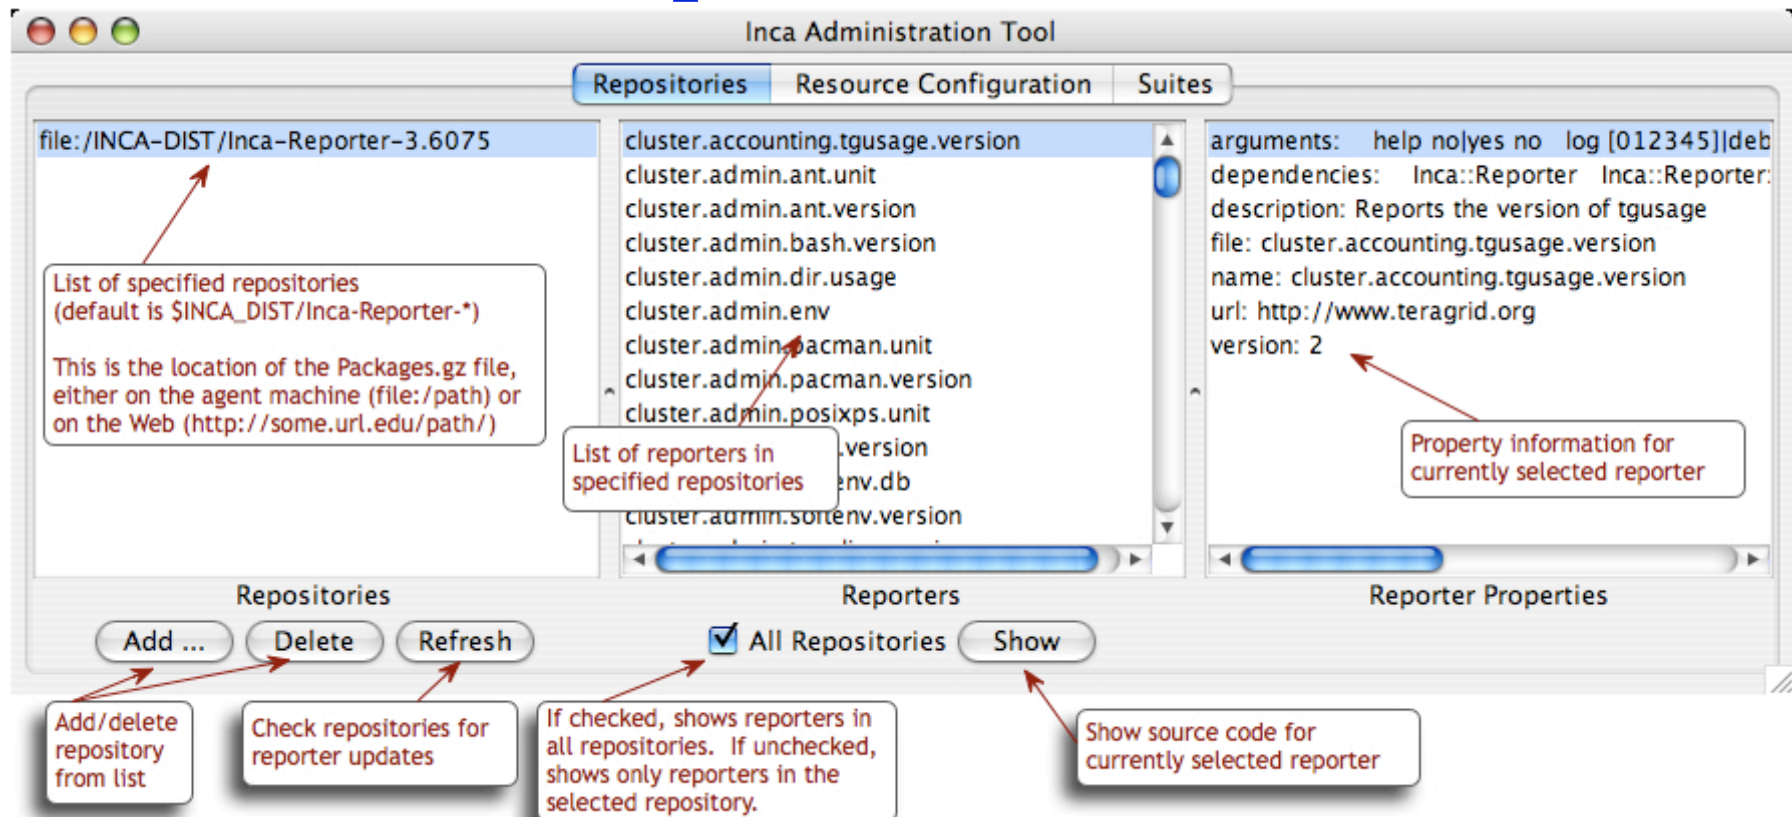 Inca Administration Tool
Repositories
Resource Configuration
Suites
file:/INCA-DIST/Inca-Reporter-3.6075
List of specified repositories
(default is $INCA_DIST/Inca-Reporter-*)
This is the location of the Packages.gz file,
either on the agent machine (file:/path) or
on the Web (http://some.url.edu/path/)
cluster.accounting.tgusage.version
cluster.admin.ant.unit
cluster.admin.ant.version
cluster.admin.bash.version
cluster.admin.dir.usage
cluster.admin.env
cluster.admin.pacman.unit
cluster.admin.pacman.version
cluster.admin.posixps.unit
.version
env.db
cluster.admin.softenv.version
List of reporters in
specified repositories
arguments: help no|yes no log [012345]|deb
dependencies: Inca::Reporter Inca::Reporter:
description: Reports the version of tgusage
file: cluster.accounting.tgusage.version
name: cluster.accounting.tgusage.version
url: http://www.teragrid.org
version: 2
Property information for
currently selected reporter
Repositories
Reporters
Reporter Properties
Add ...
Delete
Refresh
All Repositories
Show
Add/delete
repository
from list
Check repositories for
reporter updates
If checked, shows reporters in
all repositories. If unchecked,
shows only reporters in the
selected repository.
Show source code for
currently selected reporter